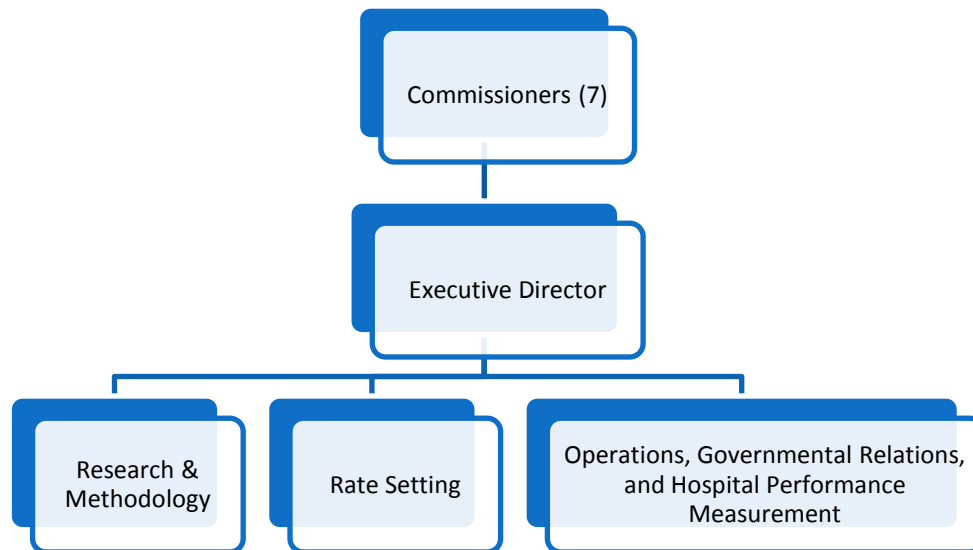 Commissioners (7)
Executive Director
Research &
Methodology
Rate Setting
Operations, Governmental Relations,
and Hospital Performance
Measurement